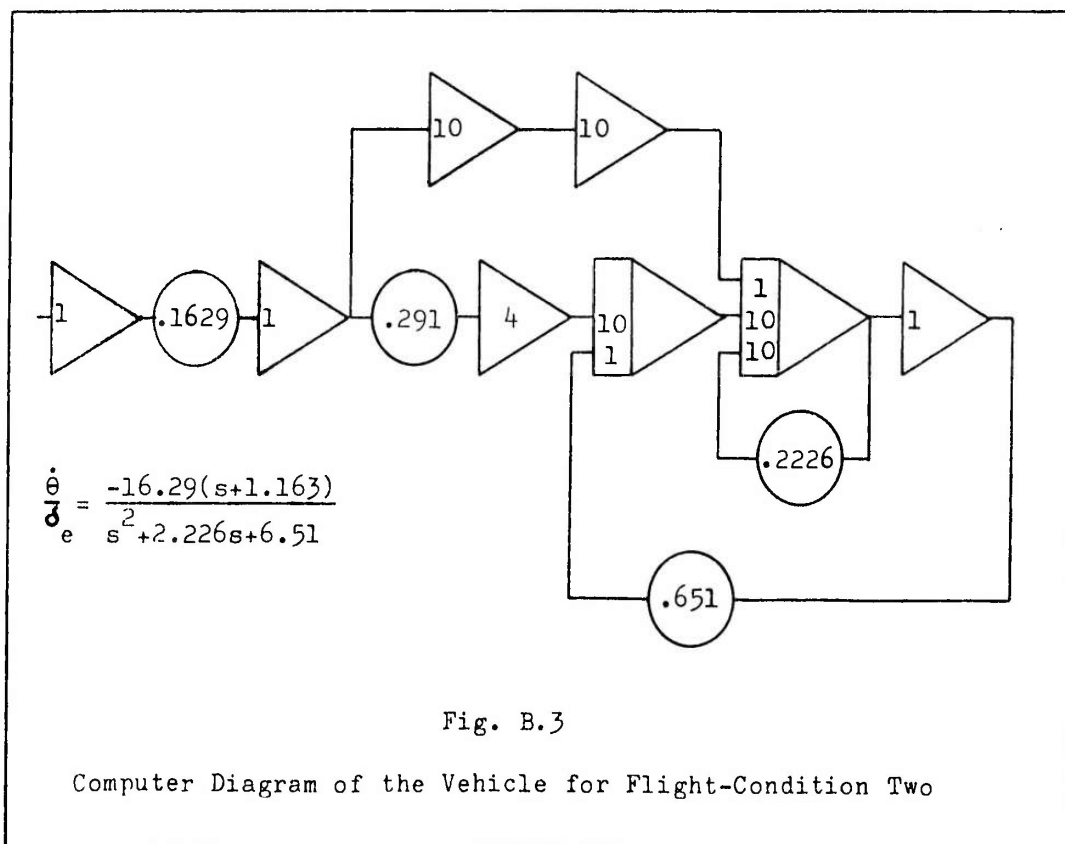 10 10
1 .1629 1 .291 4 10 1 1 10 10 1
.2226
θ̇/δe = -16.29(s+1.163)/s²+2.226s+6.51
.651
Fig. B.3
Computer Diagram of the Vehicle for Flight-Condition Two